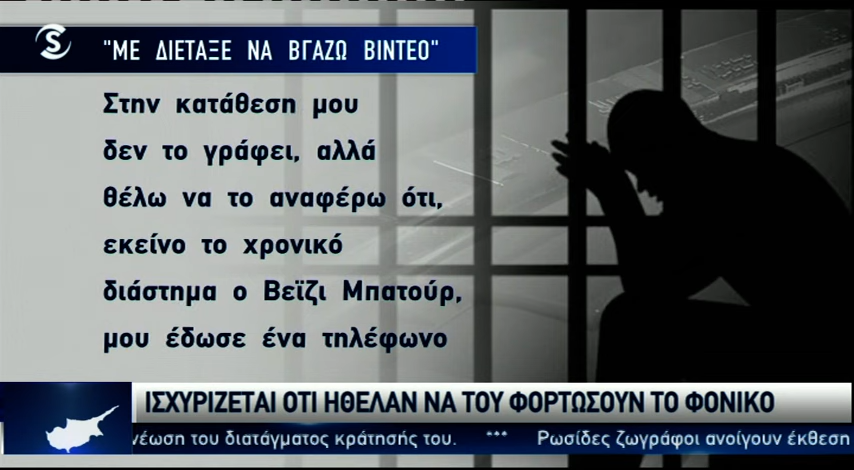 "ΜΕ ΔΙΕΤΑΞΕ ΝΑ ΒΓΑΖΩ ΒΙΝΤΕΟ"
Στην κατάθεση μου
δεν το γράφει, αλλά
θέλω να το αναφέρω ότι,
εκείνο το χρονικό
διάστημα ο Βεϊζι Μπατούρ,
μου έδωσε ένα τηλέφωνο
ΙΣΧΥΡΙΖΕΤΑΙ ΟΤΙ ΗΘΕΛΑΝ ΝΑ ΤΟΥ ΦΟΡΤΩΣΟΥΝ ΤΟ ΦΟΝΙΚΟ
νέωση του διατάγματος κράτησής του. *** Ρωσίδες ζωγράφοι ανοίγουν έκθεση